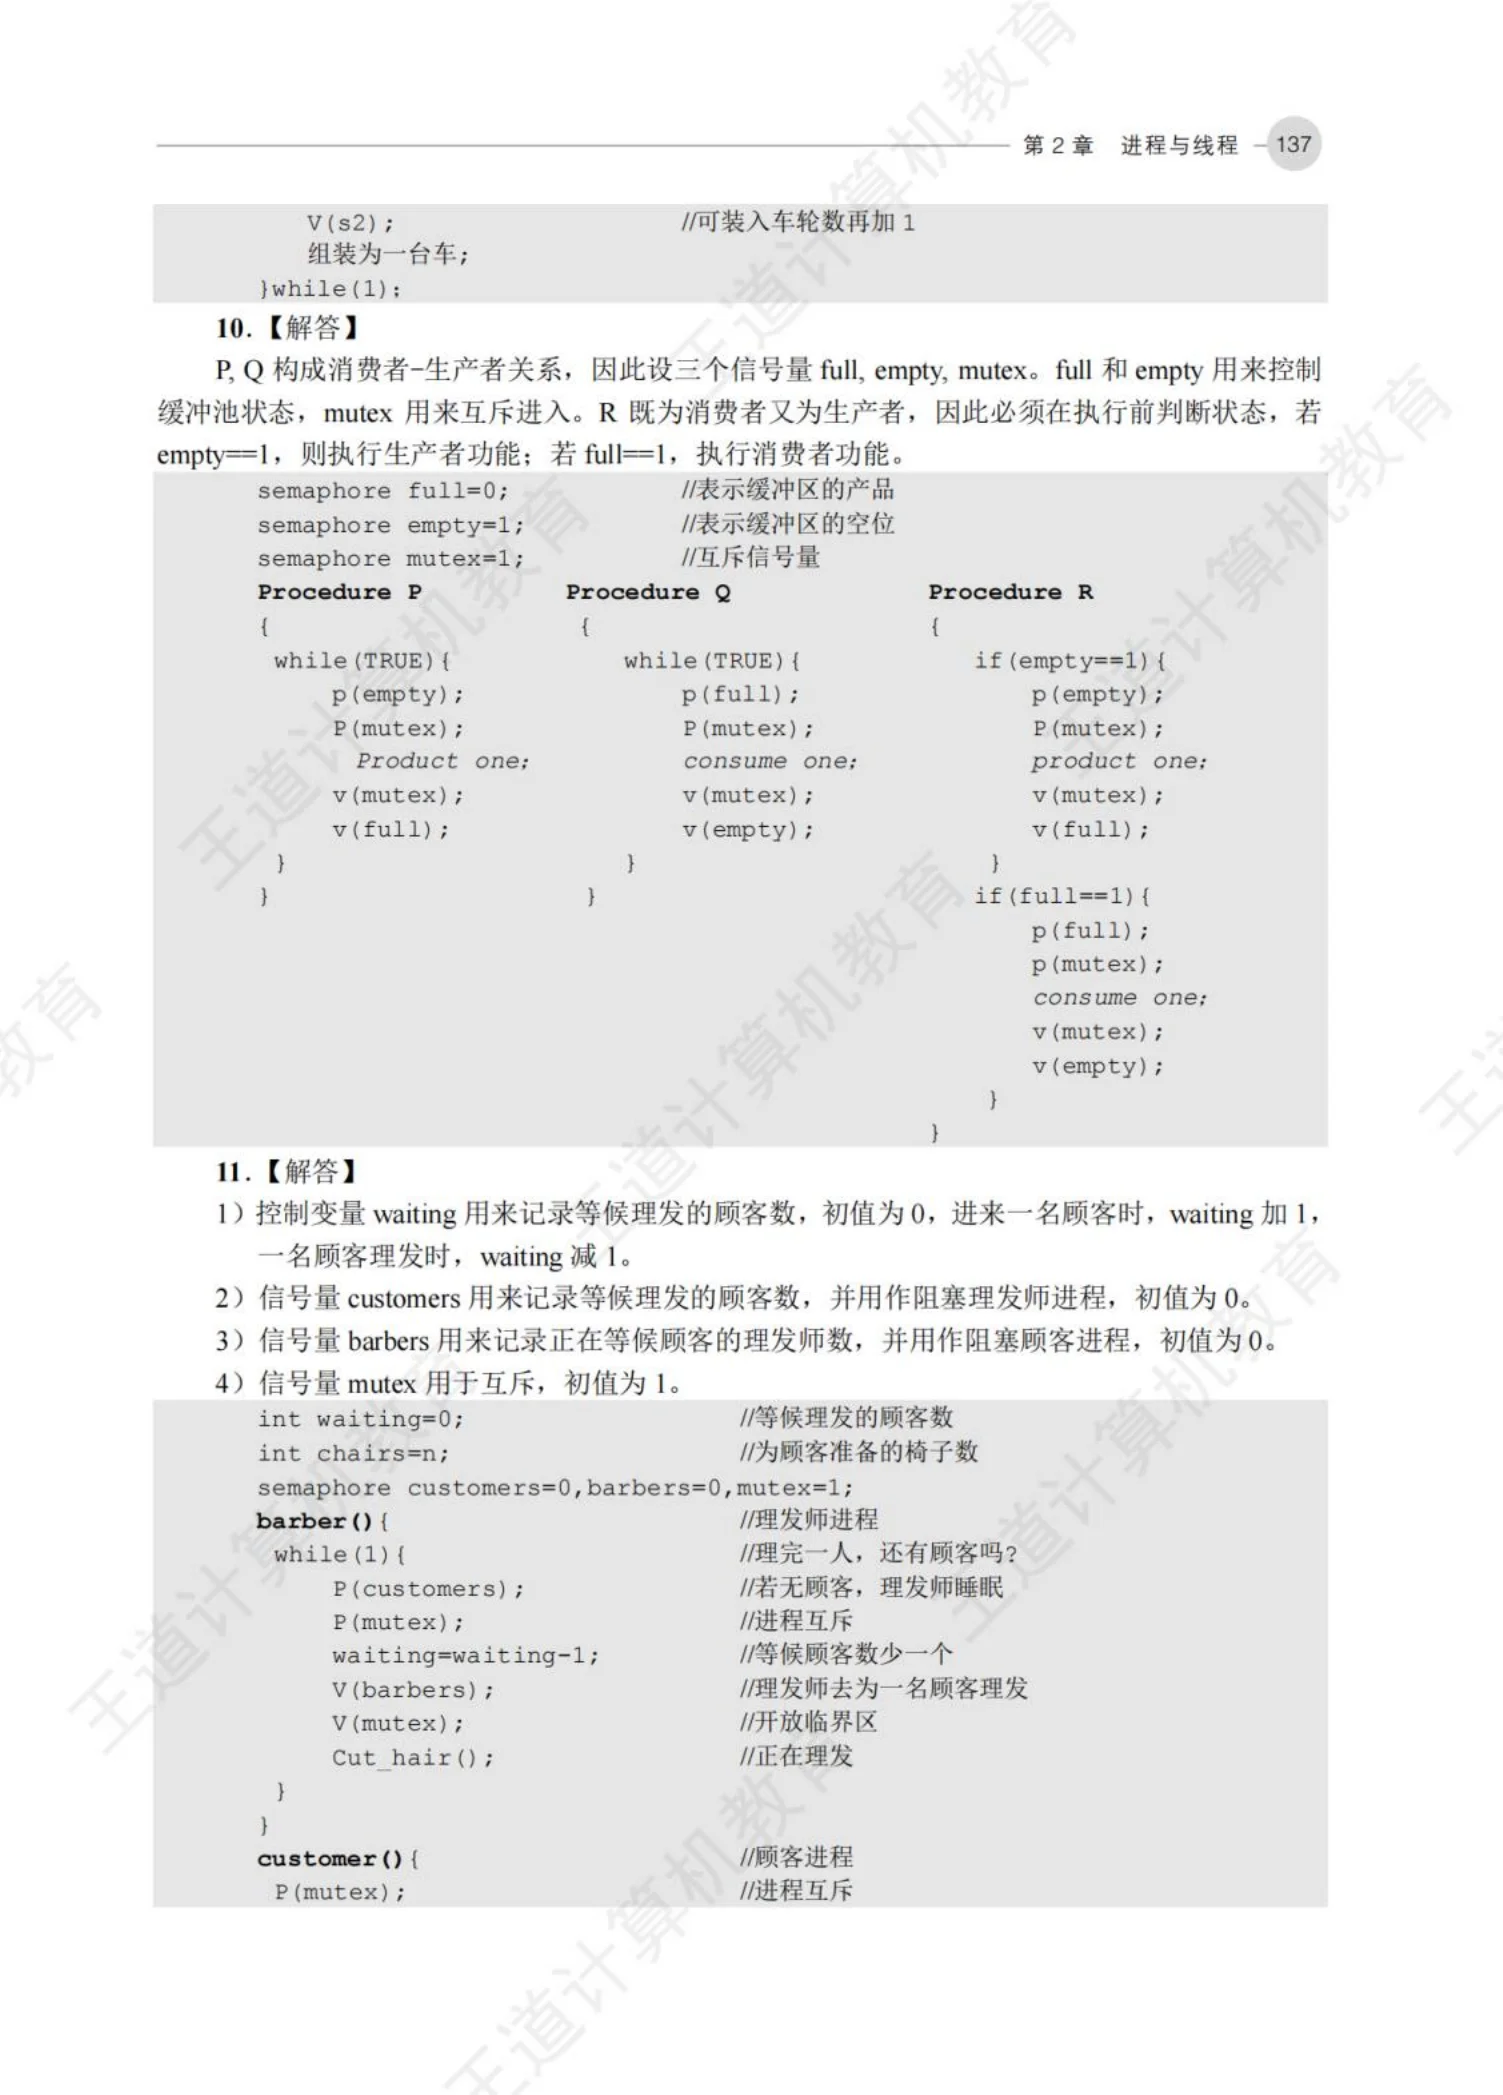 第 2 章 进程与线程 137
V(s2); //可装入车轮数再加 1
组装为一台车;
}while(1);
10.【解答】
P, Q 构成消费者-生产者关系，因此设三个信号量 full, empty, mutex。full 和 empty 用来控制
缓冲池状态，mutex 用来互斥进入。R 既为消费者又为生产者，因此必须在执行前判断状态，若
empty==1，则执行生产者功能；若 full==1，执行消费者功能。
semaphore full=0; //表示缓冲区的产品
semaphore empty=1; //表示缓冲区的空位
semaphore mutex=1; //互斥信号量
Procedure P Procedure Q Procedure R
{ { {
while(TRUE){ while(TRUE){ if(empty==1){
p(empty); p(full); p(empty);
P(mutex); P(mutex); P(mutex);
Product one; consume one; product one;
v(mutex); v(mutex); v(mutex);
v(full); v(empty); v(full);
} } }
} } if(full==1){
p(full);
p(mutex);
consume one;
v(mutex);
v(empty);
}
}
11.【解答】
1）控制变量 waiting 用来记录等候理发的顾客数，初值为 0，进来一名顾客时，waiting 加 1，
一名顾客理发时，waiting 减 1。
2）信号量 customers 用来记录等候理发的顾客数，并用作阻塞理发师进程，初值为 0。
3）信号量 barbers 用来记录正在等候顾客的理发师数，并用作阻塞顾客进程，初值为 0。
4）信号量 mutex 用于互斥，初值为 1。
int waiting=0; //等候理发的顾客数
int chairs=n; //为顾客准备的椅子数
semaphore customers=0,barbers=0,mutex=1;
barber(){ //理发师进程
while(1){ //理完一人，还有顾客吗?
P(customers); //若无顾客，理发师睡眠
P(mutex); //进程互斥
waiting=waiting-1; //等候顾客数少一个
V(barbers); //理发师去为一名顾客理发
V(mutex); //开放临界区
Cut_hair(); //正在理发
}
}
customer(){ //顾客进程
P(mutex); //进程互斥
王道计算机教育